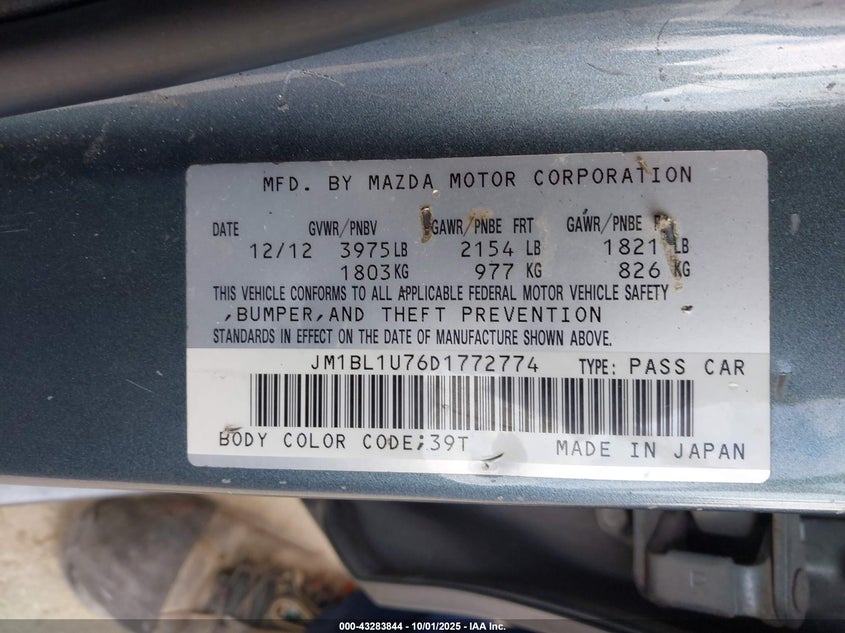 MFD. BY MAZDA MOTOR CORPORATION
DATE GVWR/PNBV GAWR/PNBE FRT GAWR/PNBE
12/12 3975LB 2154 LB 1821 LB
1803KG 977 KG 826 KG
THIS VEHICLE CONFORMS TO ALL APPLICABLE FEDERAL MOTOR VEHICLE SAFETY
,BUMPER,AND THEFT PREVENTION
STANDARDS IN EFFECT ON THE DATE OF MANUFACTURE SHOWN ABOVE.
JM1BL1U76D1772774 TYPE: PASS CAR
BODY COLOR CODE:39T MADE IN JAPAN
000-43283844 - 10/01/2025 - IAA Inc.